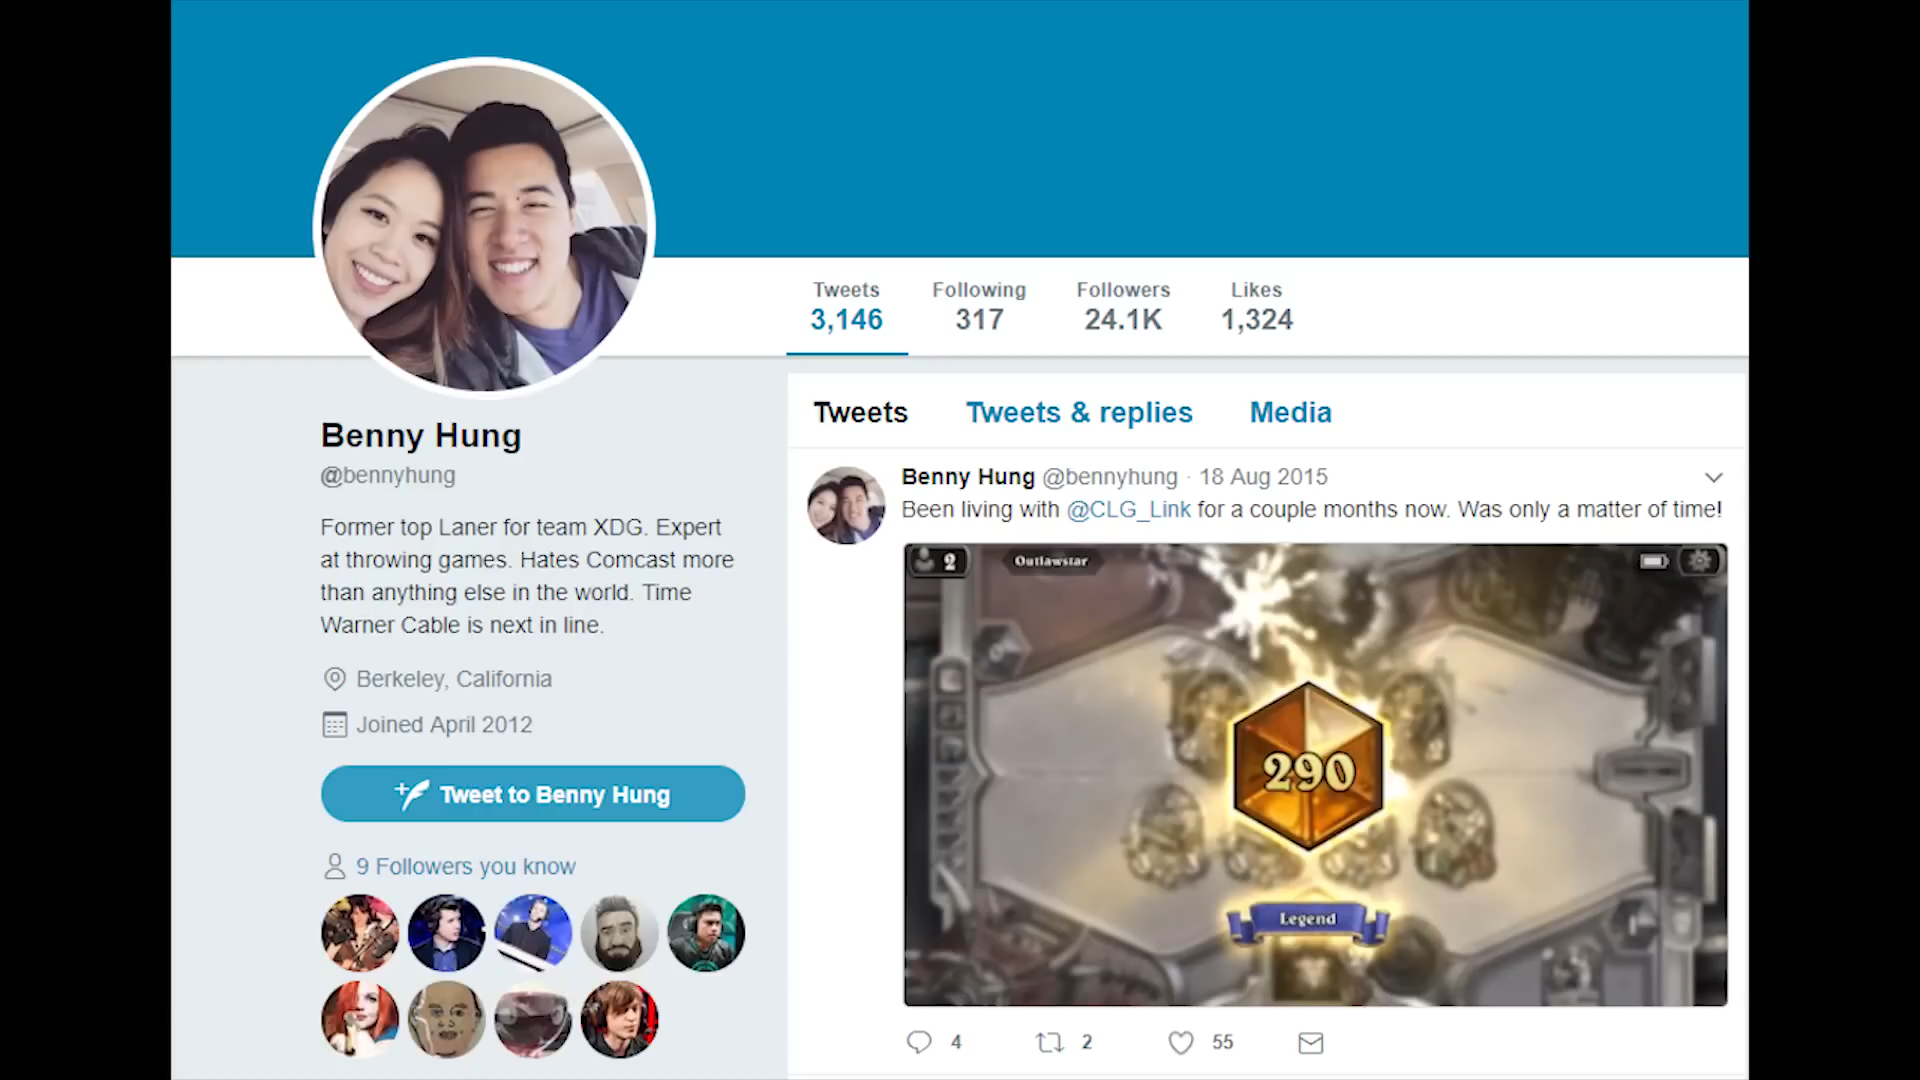 Tweets
3,146
Following
317
Followers
24.1K
Likes
1,324
Benny Hung
@bennyhung
Former top Laner for team XDG. Expert
at throwing games. Hates Comcast more
than anything else in the world. Time
Warner Cable is next in line.
Berkeley, California
Joined April 2012
Tweet to Benny Hung
9 Followers you know
Tweets Tweets & replies Media
Benny Hung @bennyhung · 18 Aug 2015
Been living with @CLG_Link for a couple months now. Was only a matter of time!
2 Outlawstar
290
Legend
4 2 55